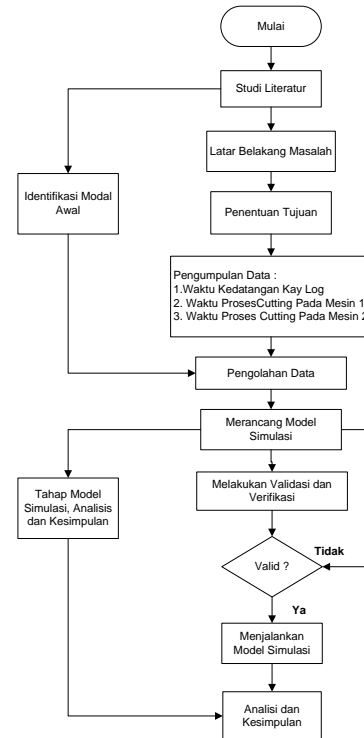 Mulai
Studi Literatur
Latar Belakang Masalah
Identifikasi Modal
Awal
Penentuan Tujuan
Pengumpulan Data :
1.Waktu Kedatangan Kay Log
2. Waktu ProsesCutting Pada Mesin 1
3. Waktu Proses Cutting Pada Mesin 2
Pengolahan Data
Merancang Model
Simulasi
Tahap Model
Simulasi, Analisis
dan Kesimpulan
Melakukan Validasi dan
Verifikasi
Valid ?
Tidak
Ya
Menjalankan
Model Simulasi
Analisi dan
Kesimpulan